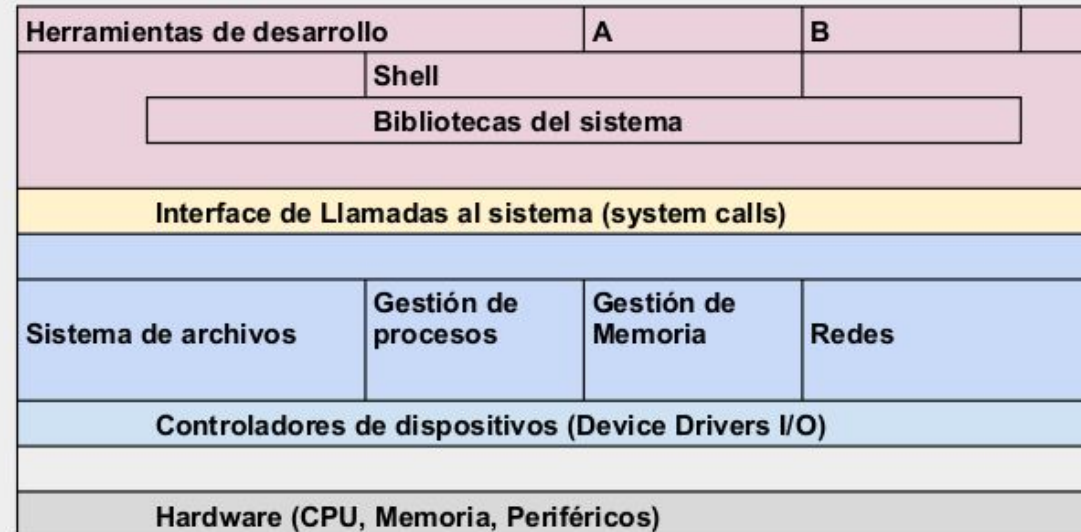 Herramientas de desarrollo A B
Shell
Bibliotecas del sistema
Interface de Llamadas al sistema (system calls)
Sistema de archivos
Gestión de
procesos
Gestión de
Memoria
Redes
Controladores de dispositivos (Device Drivers I/O)
Hardware (CPU, Memoria, Periféricos)